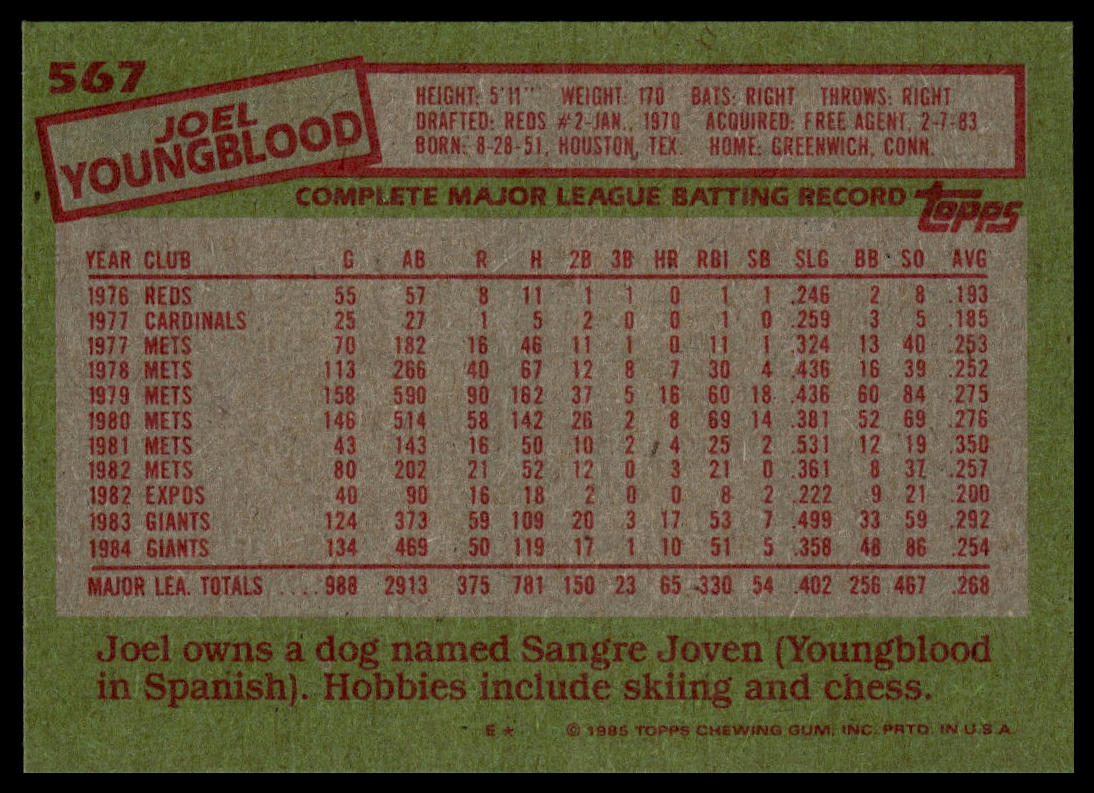 567
JOEL
YOUNGBLOOD
HEIGHT: 5'11" WEIGHT: 170 BATS: RIGHT THROWS: RIGHT
DRAFTED: REDS #2-JAN., 1970 ACQUIRED: FREE AGENT, 2-7-83
BORN: 8-28-51, HOUSTON, TEX. HOME: GREENWICH, CONN.
COMPLETE MAJOR LEAGUE BATTING RECORD topps
YEAR CLUB G AB R H 2B 3B HR RBI SB SLG BB SO AVG
1976 REDS 55 57 8 11 1 1 0 1 1 .246 2 8 .193
1977 CARDINALS 25 27 1 5 2 0 0 1 0 .259 3 5 .185
1977 METS 70 182 16 46 11 1 0 11 1 .324 13 40 .253
1978 METS 113 266 40 67 12 8 7 30 4 .436 16 39 .252
1979 METS 158 590 90 162 37 5 16 60 18 .436 60 84 .275
1980 METS 146 514 58 142 26 2 8 69 14 .381 52 69 .276
1981 METS 43 143 16 50 10 2 4 25 2 .531 12 19 .350
1982 METS 80 202 21 52 12 0 3 21 0 .361 8 37 .257
1982 EXPOS 40 90 16 18 2 0 0 8 2 .222 9 21 .200
1983 GIANTS 124 373 59 109 20 3 17 53 7 .499 33 59 .292
1984 GIANTS 134 469 50 119 17 1 10 51 5 .358 48 86 .254
MAJOR LEA. TOTALS ....988 2913 375 781 150 23 65 330 54 .402 256 467 .268
Joel owns a dog named Sangre Joven (Youngblood
in Spanish). Hobbies include skiing and chess.
E* © 1985 TOPPS CHEWING GUM, INC. PRTD. IN U.S.A.